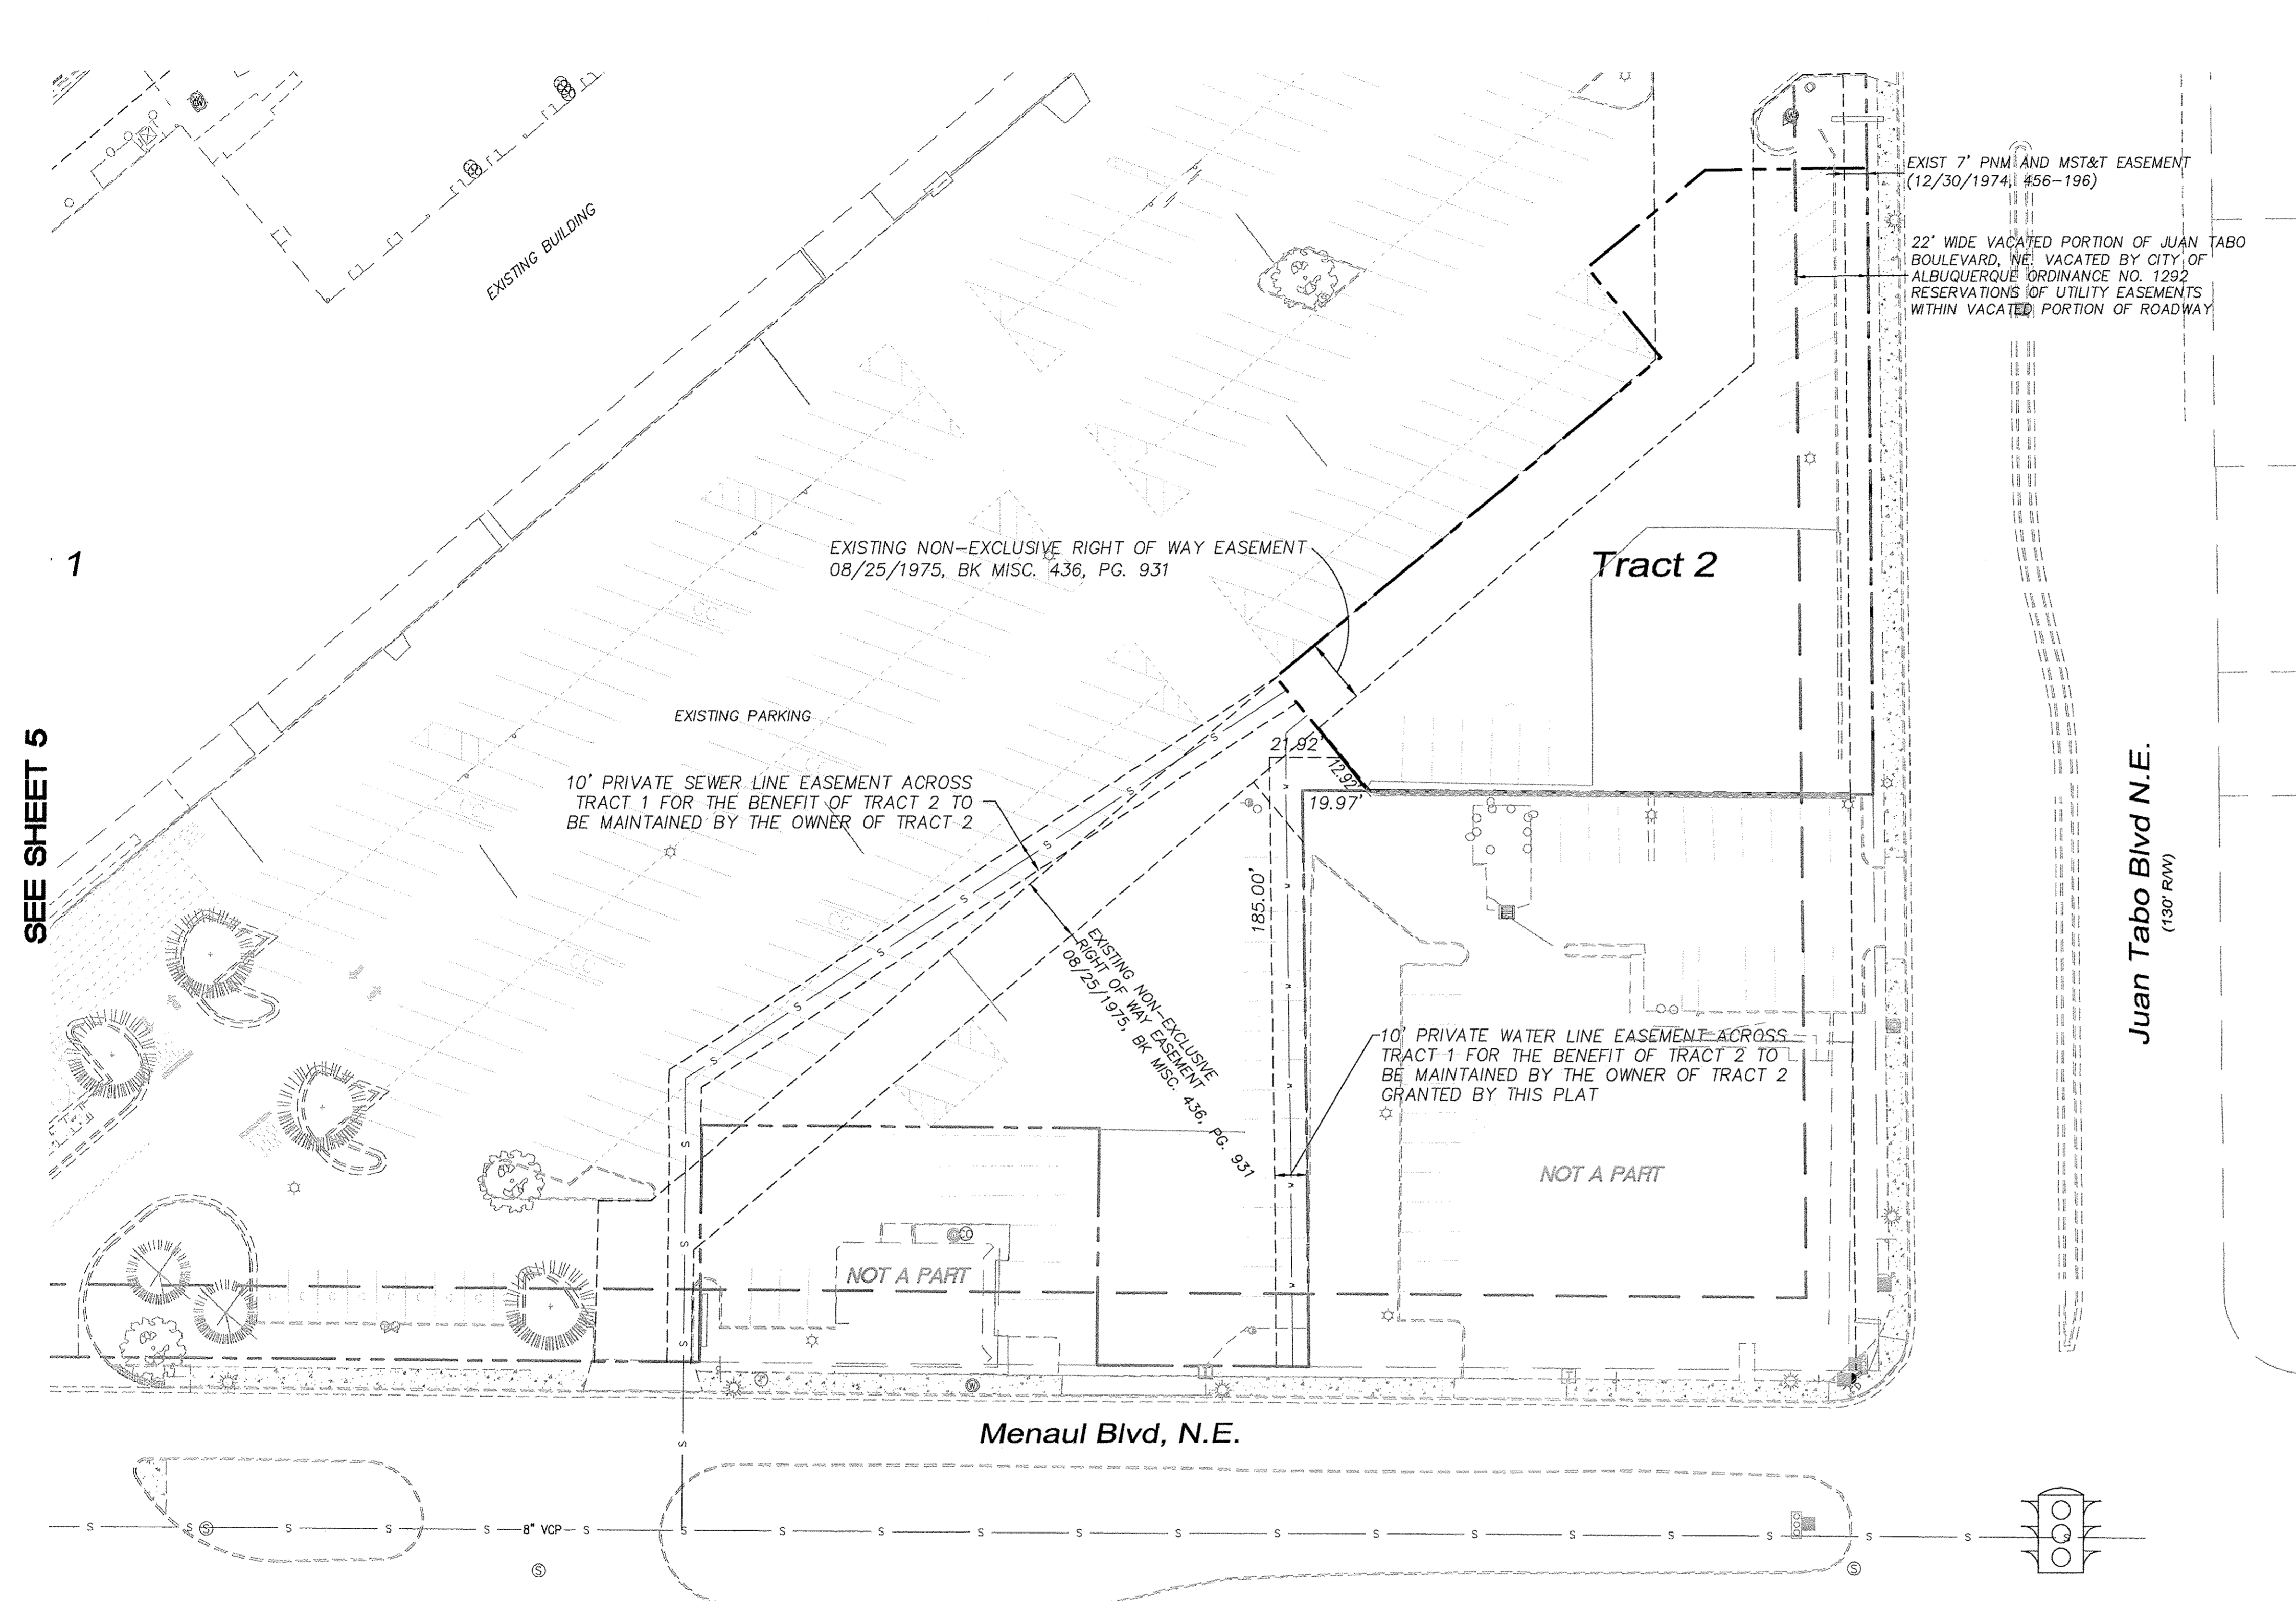 EXIST 7' PNM AND MST&T EASEMENT
(12/30/1974, 456-196)
22' WIDE VACATED PORTION OF JUAN TABO
BOULEVARD, NE. VACATED BY CITY OF
ALBUQUERQUE ORDINANCE NO. 1292
RESERVATIONS OF UTILITY EASEMENTS
WITHIN VACATED PORTION OF ROADWAY
EXISTING BUILDING
1
EXISTING NON-EXCLUSIVE RIGHT OF WAY EASEMENT
08/25/1975, BK MISC. 436, PG. 931
Tract 2
EXISTING PARKING
SEE SHEET 5
10' PRIVATE SEWER LINE EASEMENT ACROSS
TRACT 1 FOR THE BENEFIT OF TRACT 2 TO
BE MAINTAINED BY THE OWNER OF TRACT 2
21.92'
12.92'
19.97'
185.00'
Juan Tabo Blvd N.E.
(130' R/W)
EXISTING NON-EXCLUSIVE
RIGHT OF WAY EASEMENT
08/25/1975, BK MISC. 436, PG. 931
10' PRIVATE WATER LINE EASEMENT ACROSS
TRACT 1 FOR THE BENEFIT OF TRACT 2 TO
BE MAINTAINED BY THE OWNER OF TRACT 2
GRANTED BY THIS PLAT
NOT A PART
NOT A PART
Menaul Blvd, N.E.
8" VCP